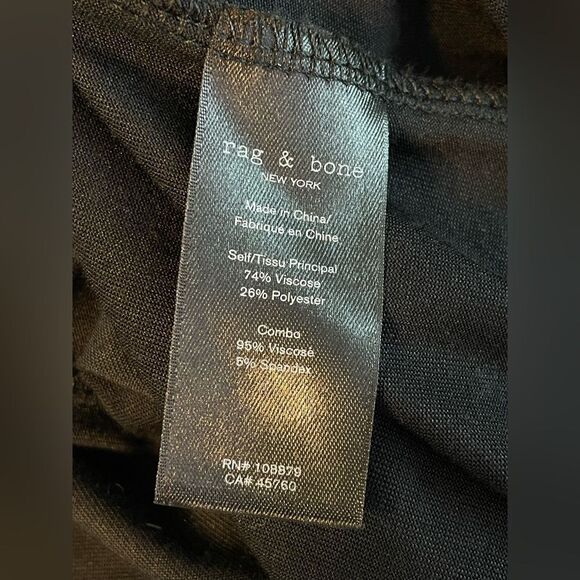 rag & bone
NEW YORK
Made in China/
Fabriqué en Chine
Self/Tissu Principal
74% Viscose
26% Polyester
Combo
95% Viscose
5% Spandex
RN# 108879
CA# 45760